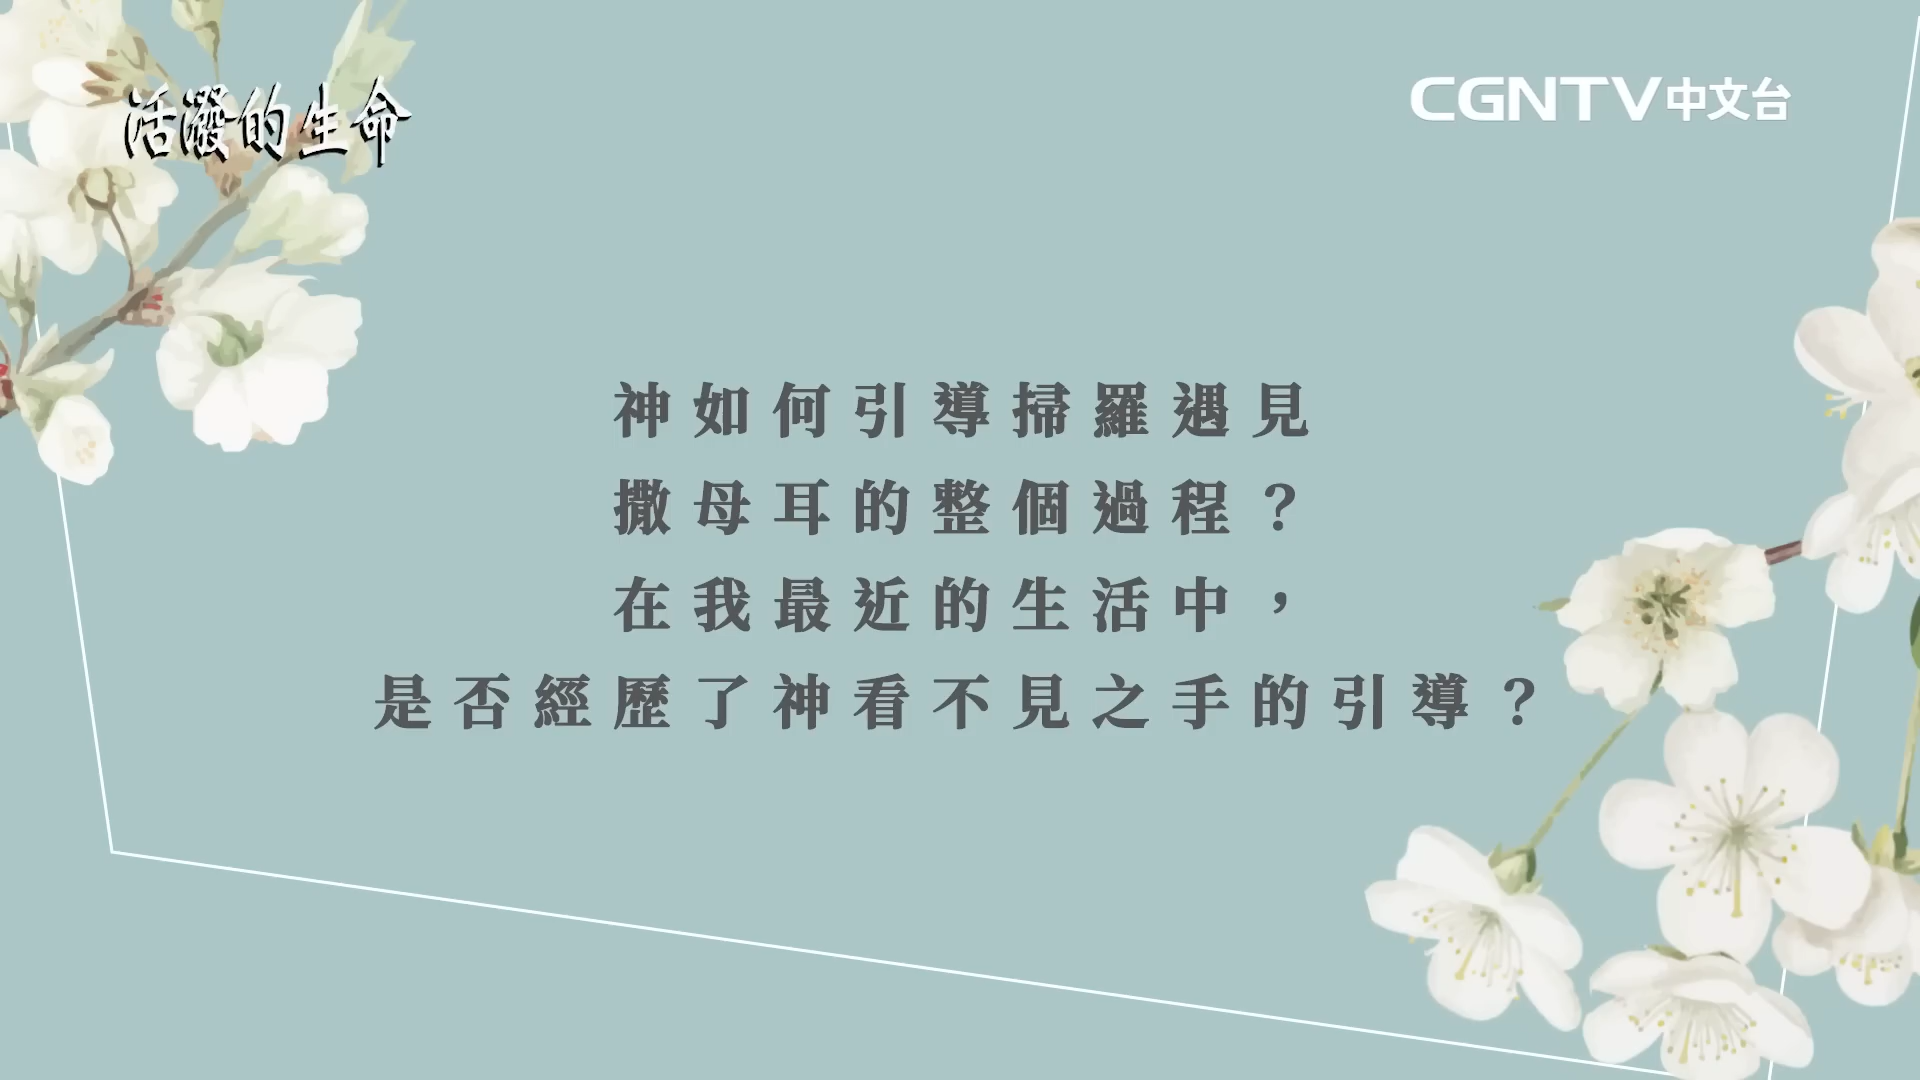 活潑的生命
CGNTV中文台
神如何引導掃羅遇見
撒母耳的整個過程？
在我最近的生活中，
是否經歷了神看不見之手的引導？